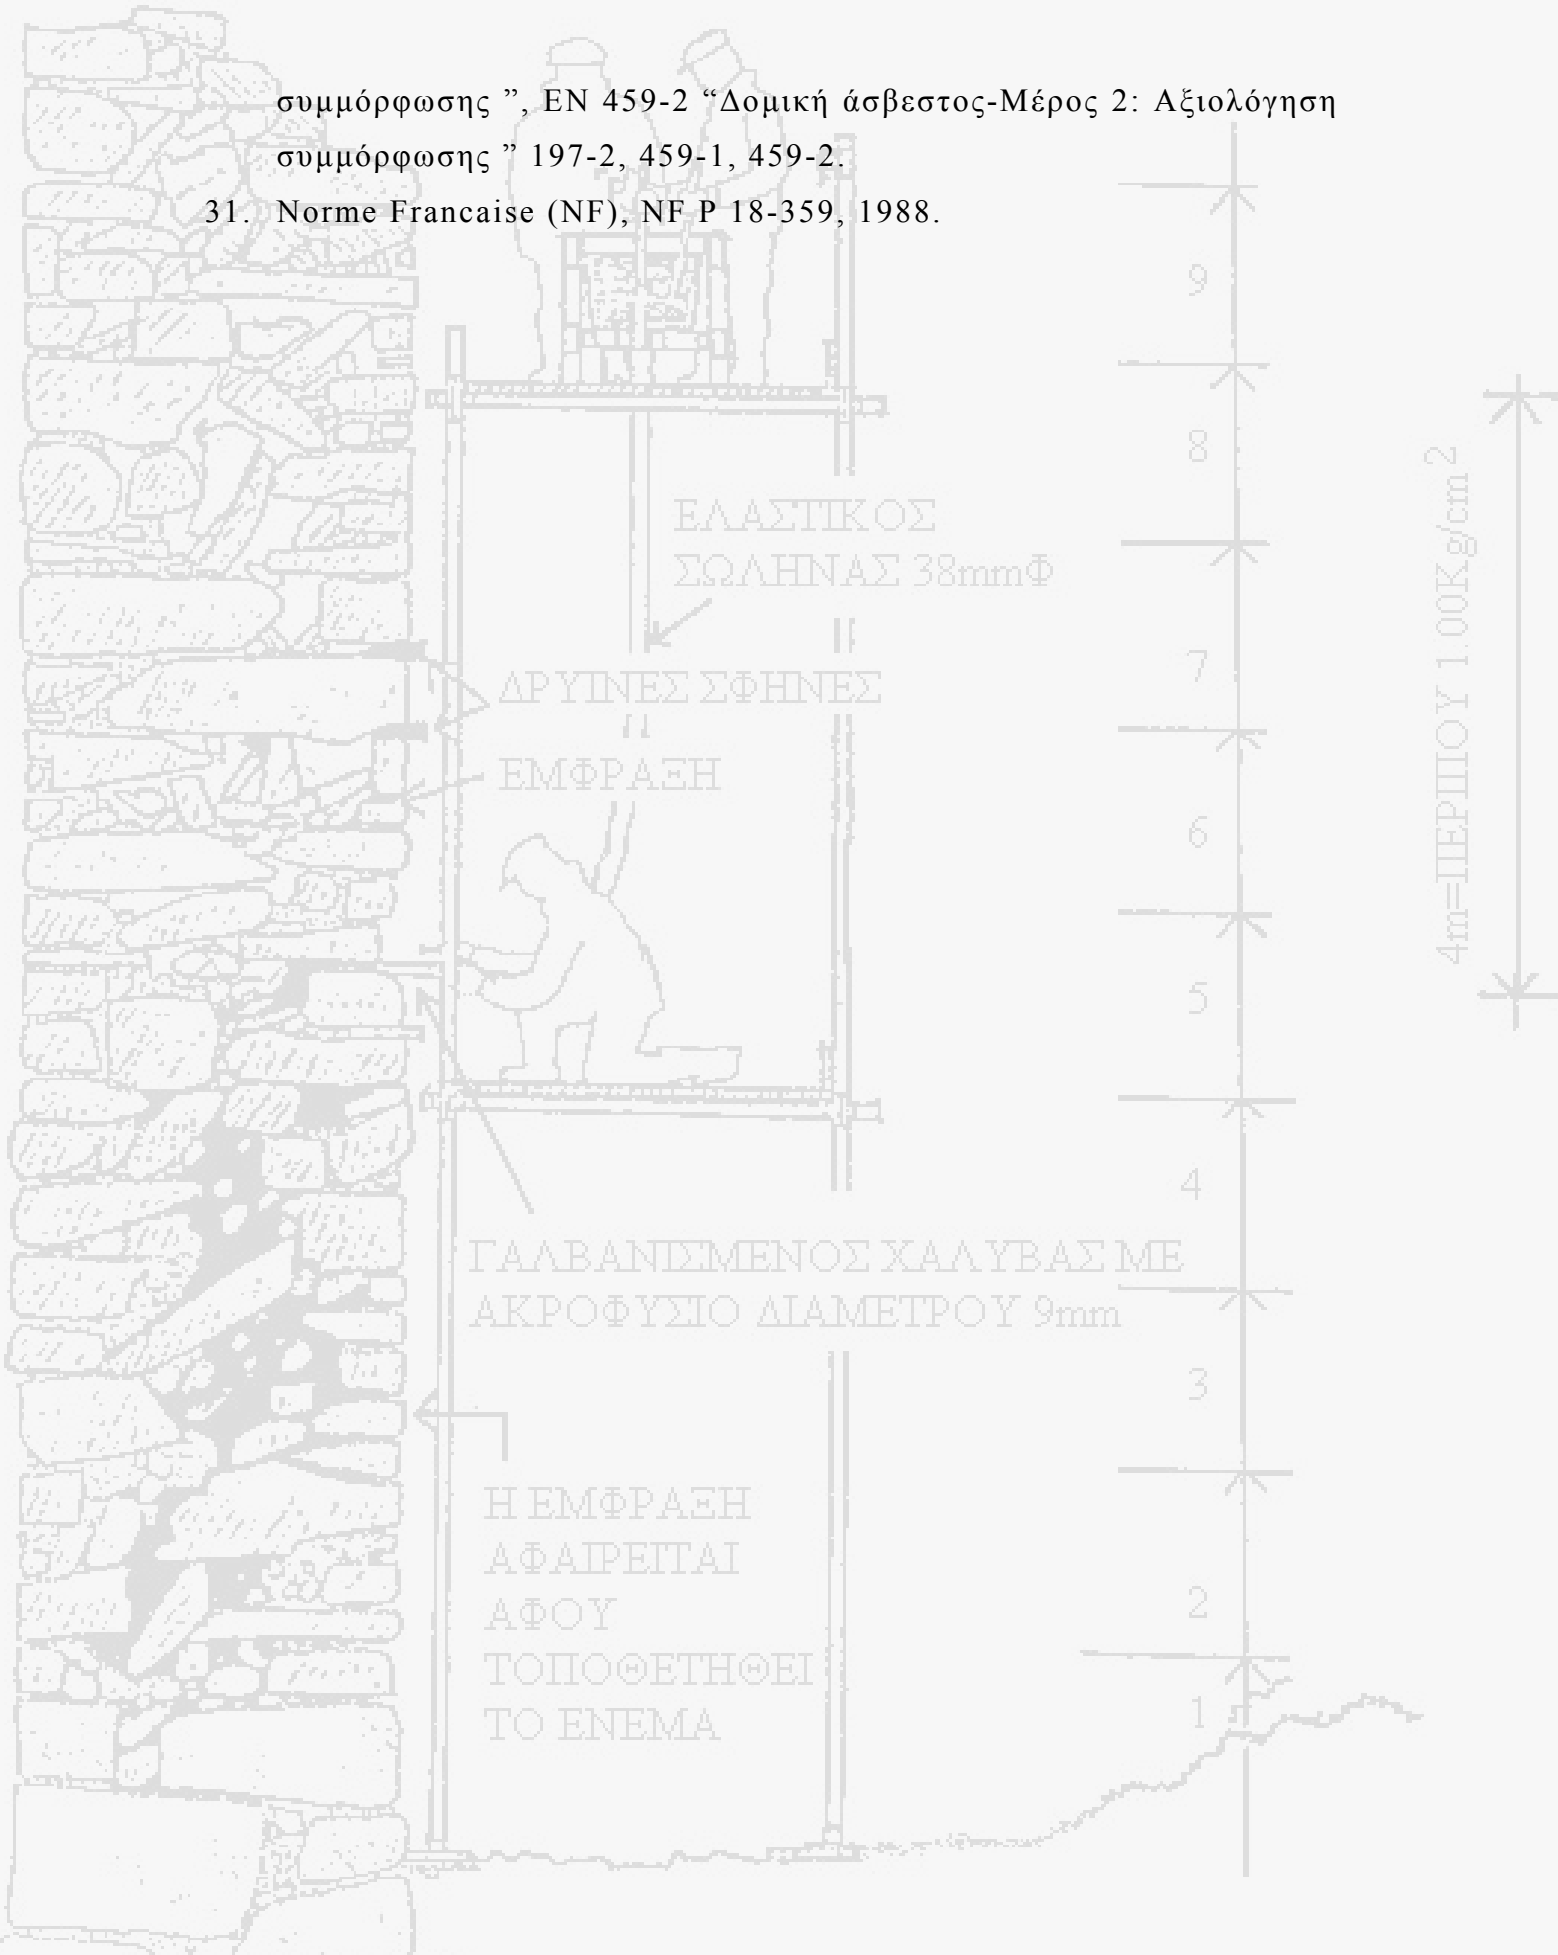 συμμόρφωσης ”, EN 459-2 “Δομική άσβεστος-Μέρος 2: Αξιολόγηση
συμμόρφωσης ” 197-2, 459-1, 459-2.
31. Norme Francaise (NF), NF P 18-359, 1988.
9
8
ΕΛΑΣΤΙΚΟΣ
ΣΩΛΗΝΑΣ 38mmΦ
7
ΔΡΥΙΝΕΣ ΣΦΗΝΕΣ
ΕΜΦΡΑΞΗ
6
4m=ΠΕΡΙΠΟΥ 1.00Kg/cm 2
5
4
ΓΑΛΒΑΝΙΣΜΕΝΟΣ ΧΑΛΥΒΑΣ ΜΕ
ΑΚΡΟΦΥΣΙΟ ΔΙΑΜΕΤΡΟΥ 9mm
3
Η ΕΜΦΡΑΞΗ
ΑΦΑΙΡΕΙΤΑΙ
ΑΦΟΥ
ΤΟΠΟΘΕΤΗΘΕΙ
ΤΟ ΕΝΕΜΑ
2
1